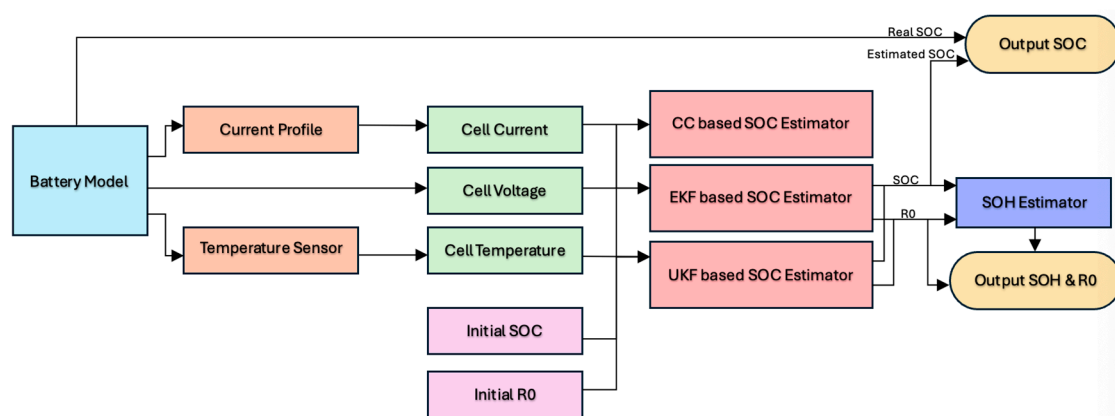 Real SOC
Output SOC
Estimated SOC
Current Profile
Cell Current
CC based SOC Estimator
Battery Model
Cell Voltage
EKF based SOC Estimator
SOC
SOH Estimator
R0
Temperature Sensor
Cell Temperature
UKF based SOC Estimator
Output SOH & R0
Initial SOC
Initial R0